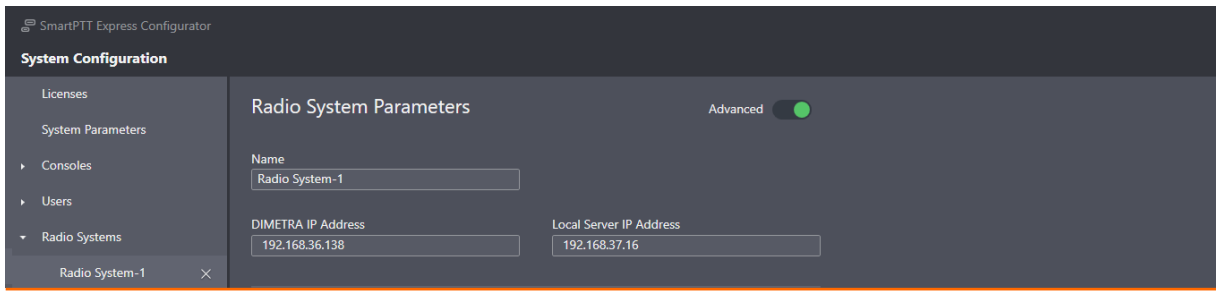 SmartPTT Express Configurator
System Configuration
Licenses
Radio System Parameters
Advanced
System Parameters
Name
Consoles
Radio System-1
Users
DIMETRA IP Address
Local Server IP Address
Radio Systems
192.168.36.138
192.168.37.16
Radio System-1